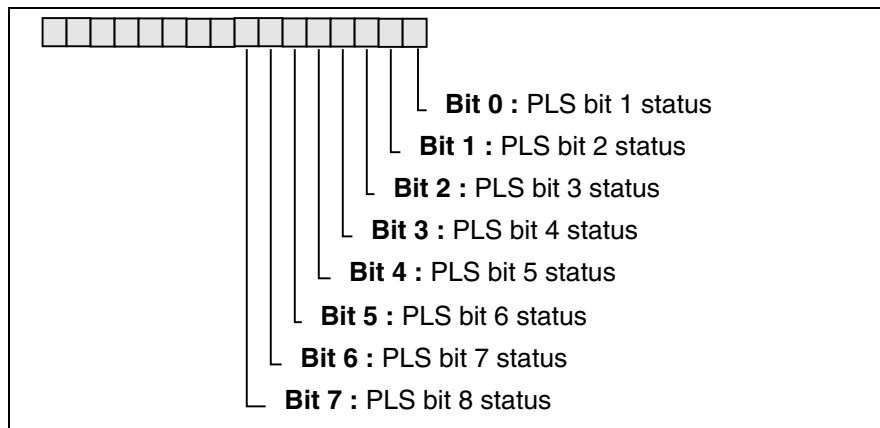 Bit 0 : PLS bit 1 status
Bit 1 : PLS bit 2 status
Bit 2 : PLS bit 3 status
Bit 3 : PLS bit 4 status
Bit 4 : PLS bit 5 status
Bit 5 : PLS bit 6 status
Bit 6 : PLS bit 7 status
Bit 7 : PLS bit 8 status